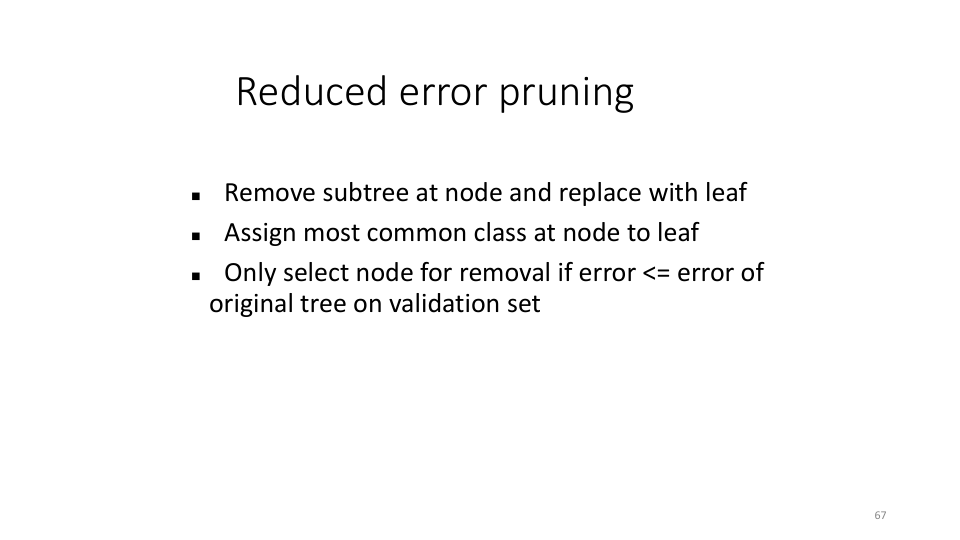 Reduced error pruning
▪ Remove subtree at node and replace with leaf
▪ Assign most common class at node to leaf
▪ Only select node for removal if error <= error of
original tree on validation set
67